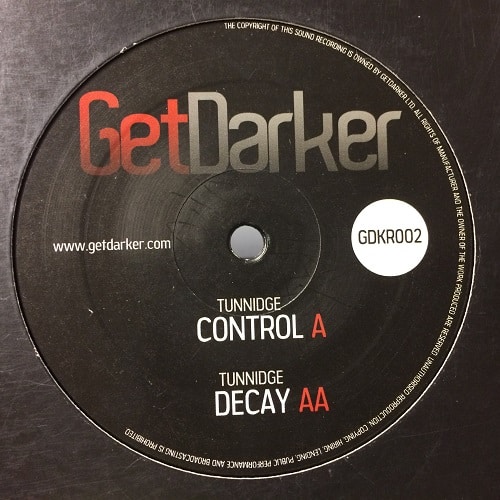 THE COPYRIGHT OF THIS SOUND RECORDING IS OWNED BY GETDARKER LTD. ALL RIGHTS OF MANUFACTURER AND THE OWNER OF THE WORK PRODUCED ARE RESERVED. UNAUTHORISED REPRODUCTION, COPYING, HIRING, LENDING, PUBLIC PERFORMANCE AND BROADCASTING IS PROHIBITED
GetDarker
www.getdarker.com
GDKR002
TUNNIDGE
CONTROL A
TUNNIDGE
DECAY AA